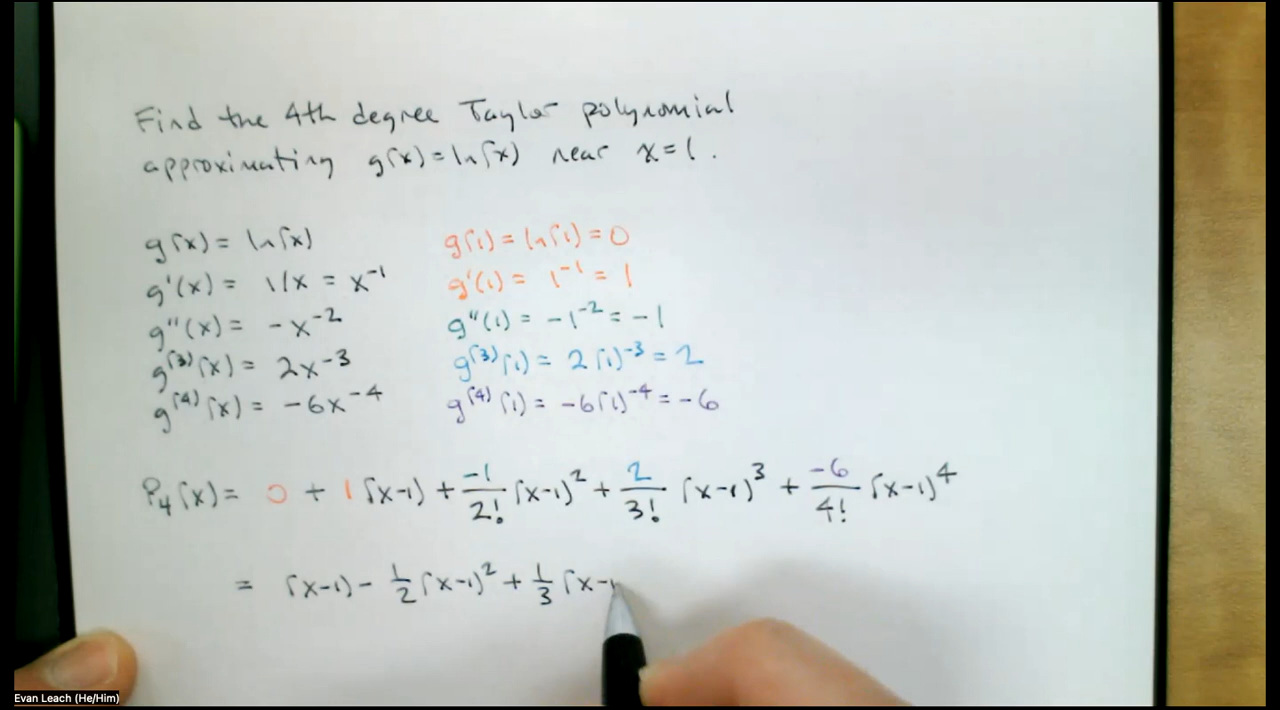 Find the 4th degree Taylor polynomial
approximating g(x)=ln(x) near x=1.
g(x)= ln(x) g(1)=ln(1)=0
g'(x)= 1/x = x⁻¹ g'(1)= 1⁻¹ = 1
g''(x)= -x⁻² g''(1)= -1⁻² = -1
g⁽³⁾(x)= 2x⁻³ g⁽³⁾(1)= 2(1)⁻³ = 2
g⁽⁴⁾(x)= -6x⁻⁴ g⁽⁴⁾(1)= -6(1)⁻⁴ = -6
P₄(x)= 0 + 1(x-1) + -1/2! (x-1)² + 2/3! (x-1)³ + -6/4! (x-1)⁴
= (x-1) - 1/2 (x-1)² + 1/3 (x-1
Evan Leach (He/Him)